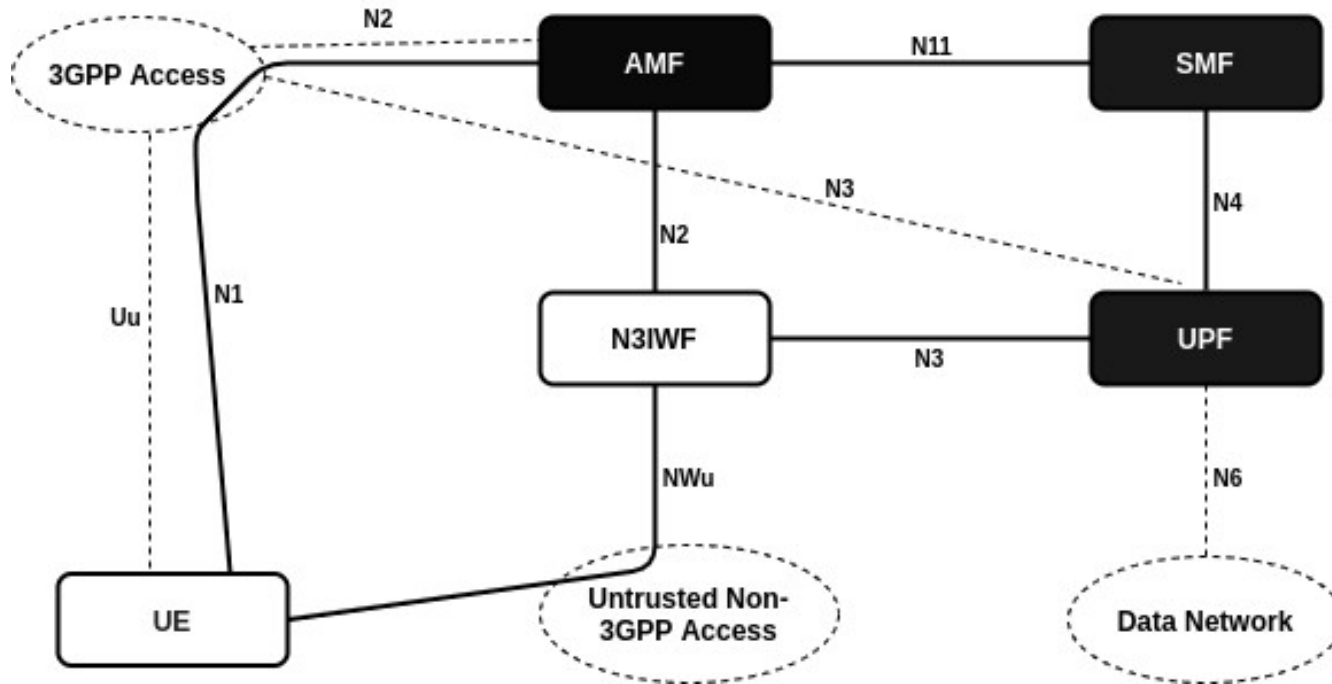 N2
3GPP Access
AMF
N11
SMF
N3
N4
N2
N1
Uu
N3IWF
UPF
N3
NWu
N6
Untrusted Non-
3GPP Access
UE
Data Network